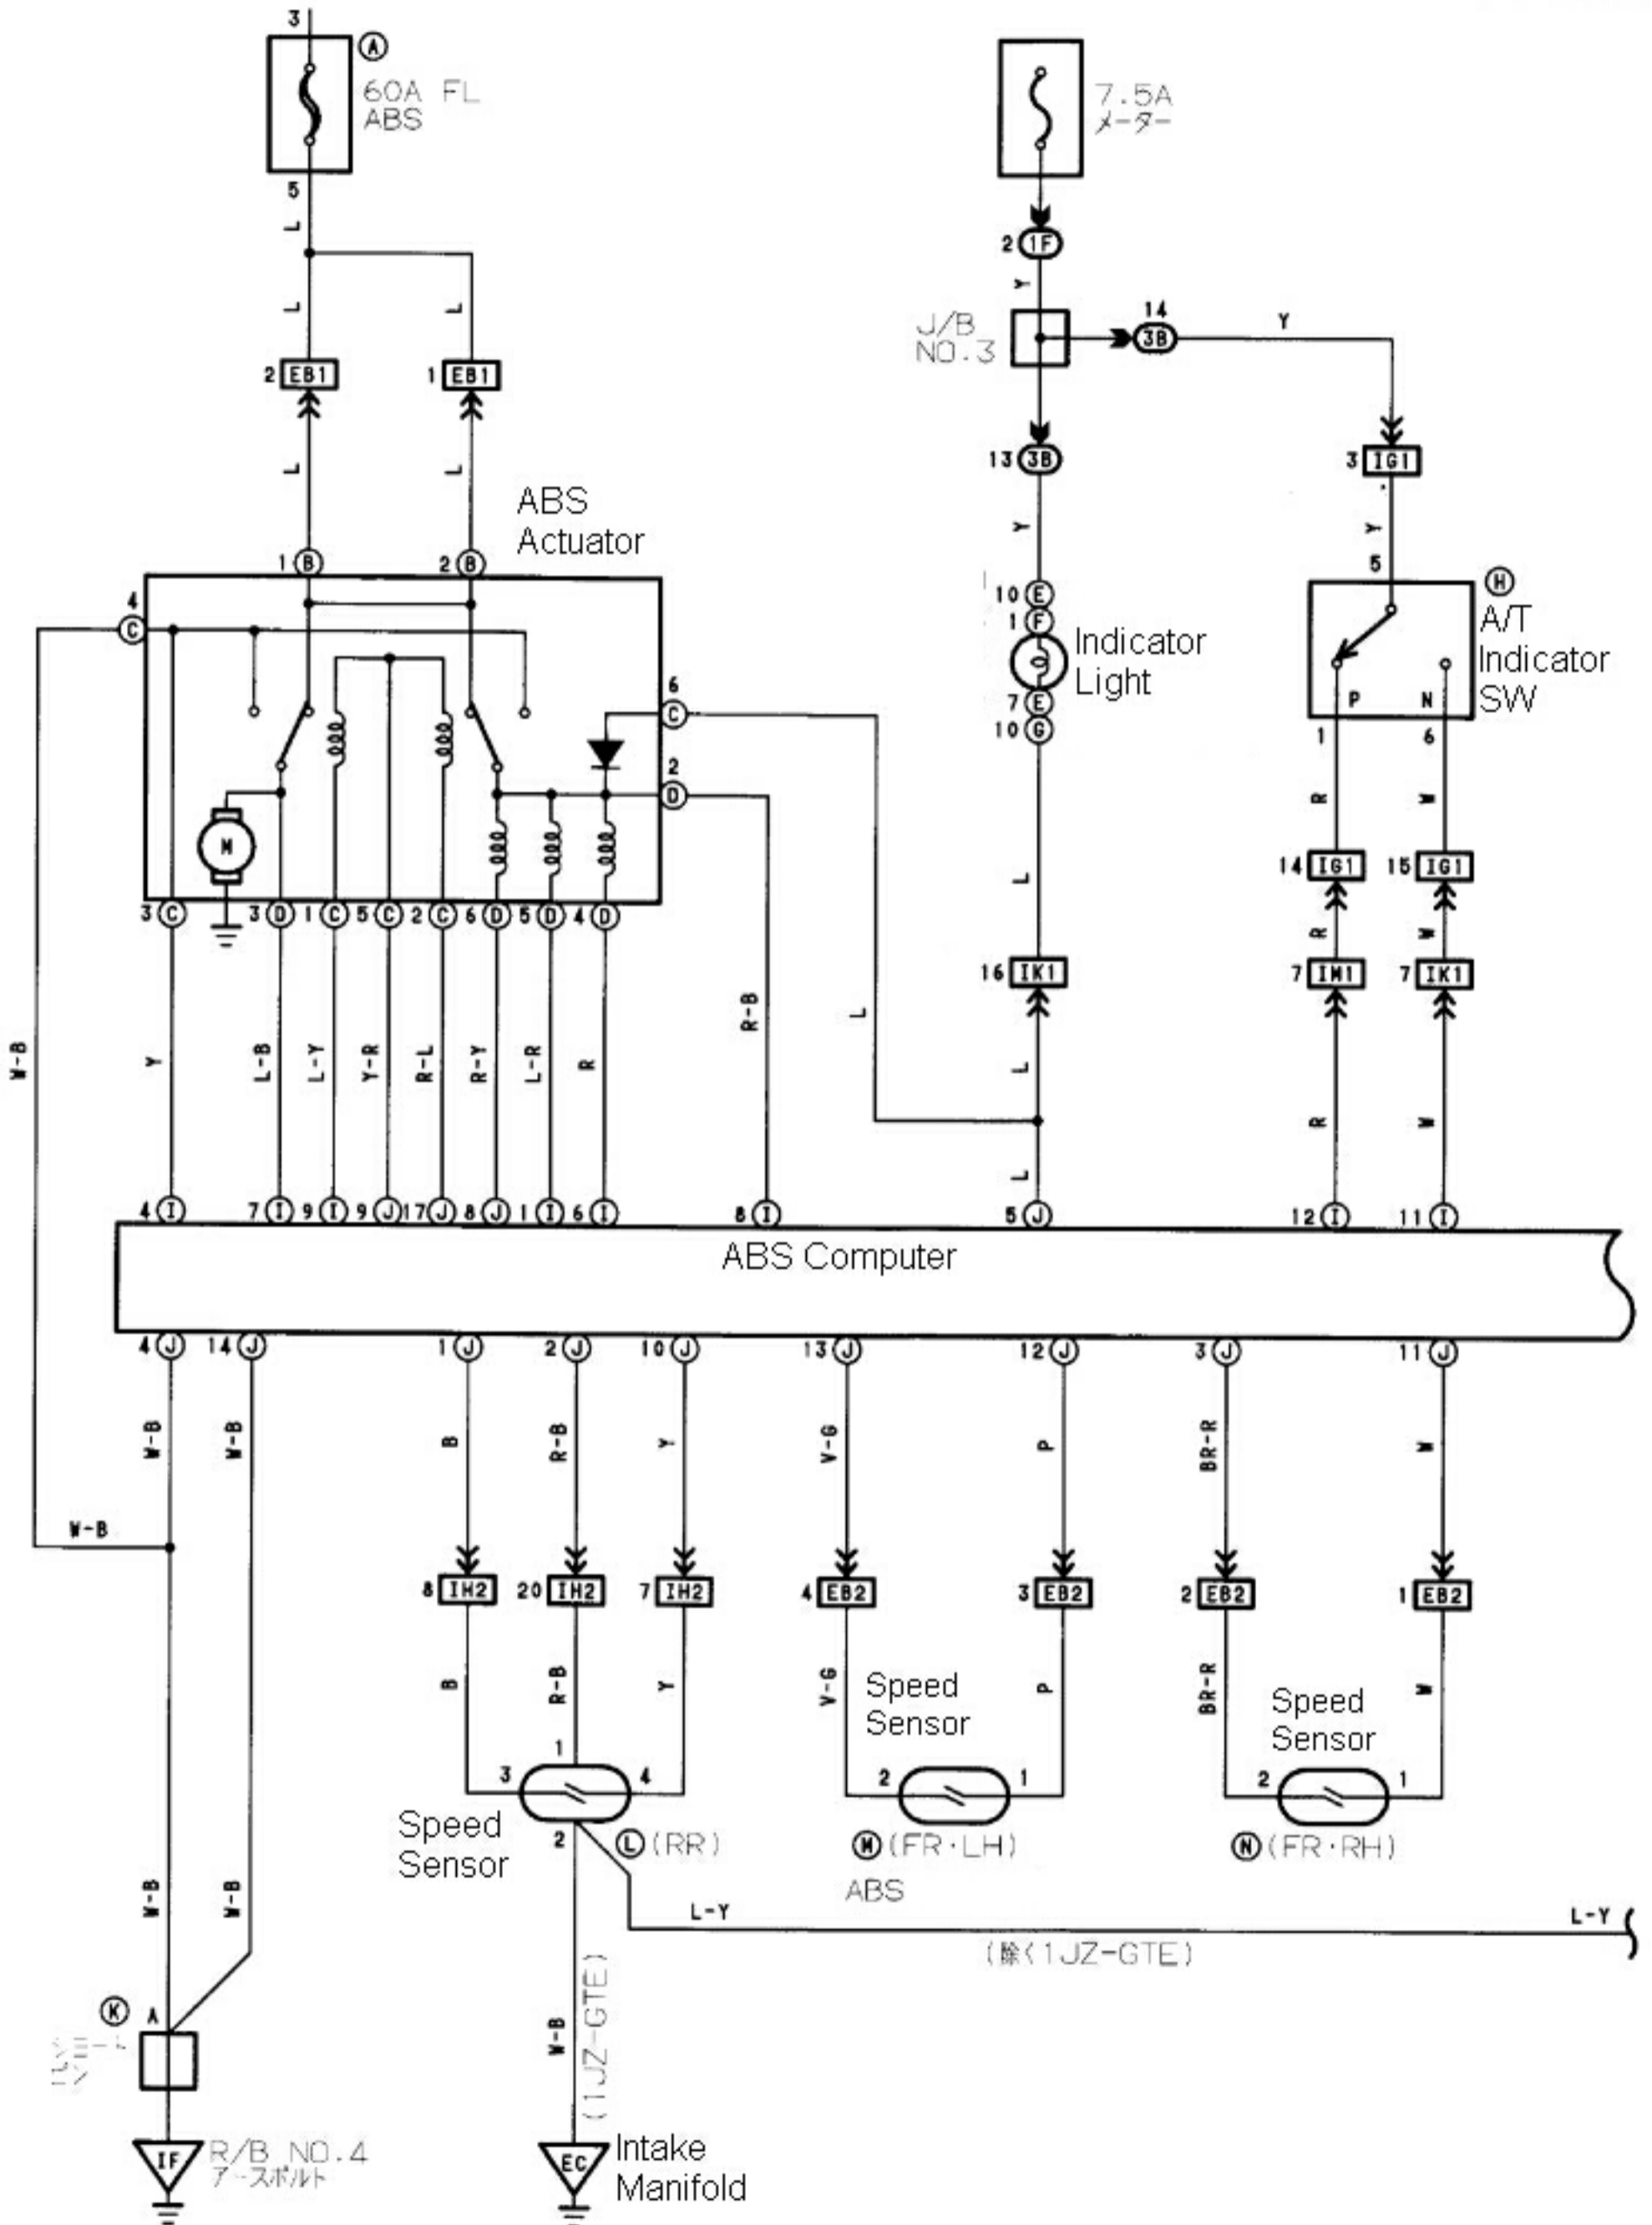 3
A
60A FL
ABS
7.5A
メーター
5
L
2 1F
Y
J/B
NO.3
14
3B
Y
L
L
2 EB1
1 EB1
13 3B
3 IG1
L
L
ABS
Actuator
Y
Y
5
1 B
2 B
4
C
10 E
1 F
Indicator
Light
7 E
10 G
H
A/T
Indicator
SW
P
N
6
C
2
D
M
1
6
R
W
14 IG1
15 IG1
3 C
3 D
1 C
5 C
2 C
6 D
5 D
4 D
L
R
W
16 IK1
7 IM1
7 IK1
W-B
Y
L-B
L-Y
Y-R
R-L
R-Y
L-R
R
R-B
L
L
R
W
L
4 I
7 I
9 I
9 J
17 J
8 J
1 I
6 I
8 I
5 J
12 I
11 I
ABS Computer
4 J
14 J
1 J
2 J
10 J
13 J
12 J
3 J
11 J
W-B
W-B
B
R-B
Y
V-G
P
BR-R
W
W-B
8 IH2
20 IH2
7 IH2
4 EB2
3 EB2
2 EB2
1 EB2
B
R-B
Y
V-G
Speed
Sensor
P
BR-R
Speed
Sensor
W
1
3
4
2
1
2
1
Speed
Sensor
2
L (RR)
M (FR·LH)
N (FR·RH)
ABS
W-B
W-B
L-Y
L-Y
(除く1JZ-GTE)
W-B
(1JZ-GTE)
K
A
IF
R/B NO.4
アースボルト
EC
Intake
Manifold